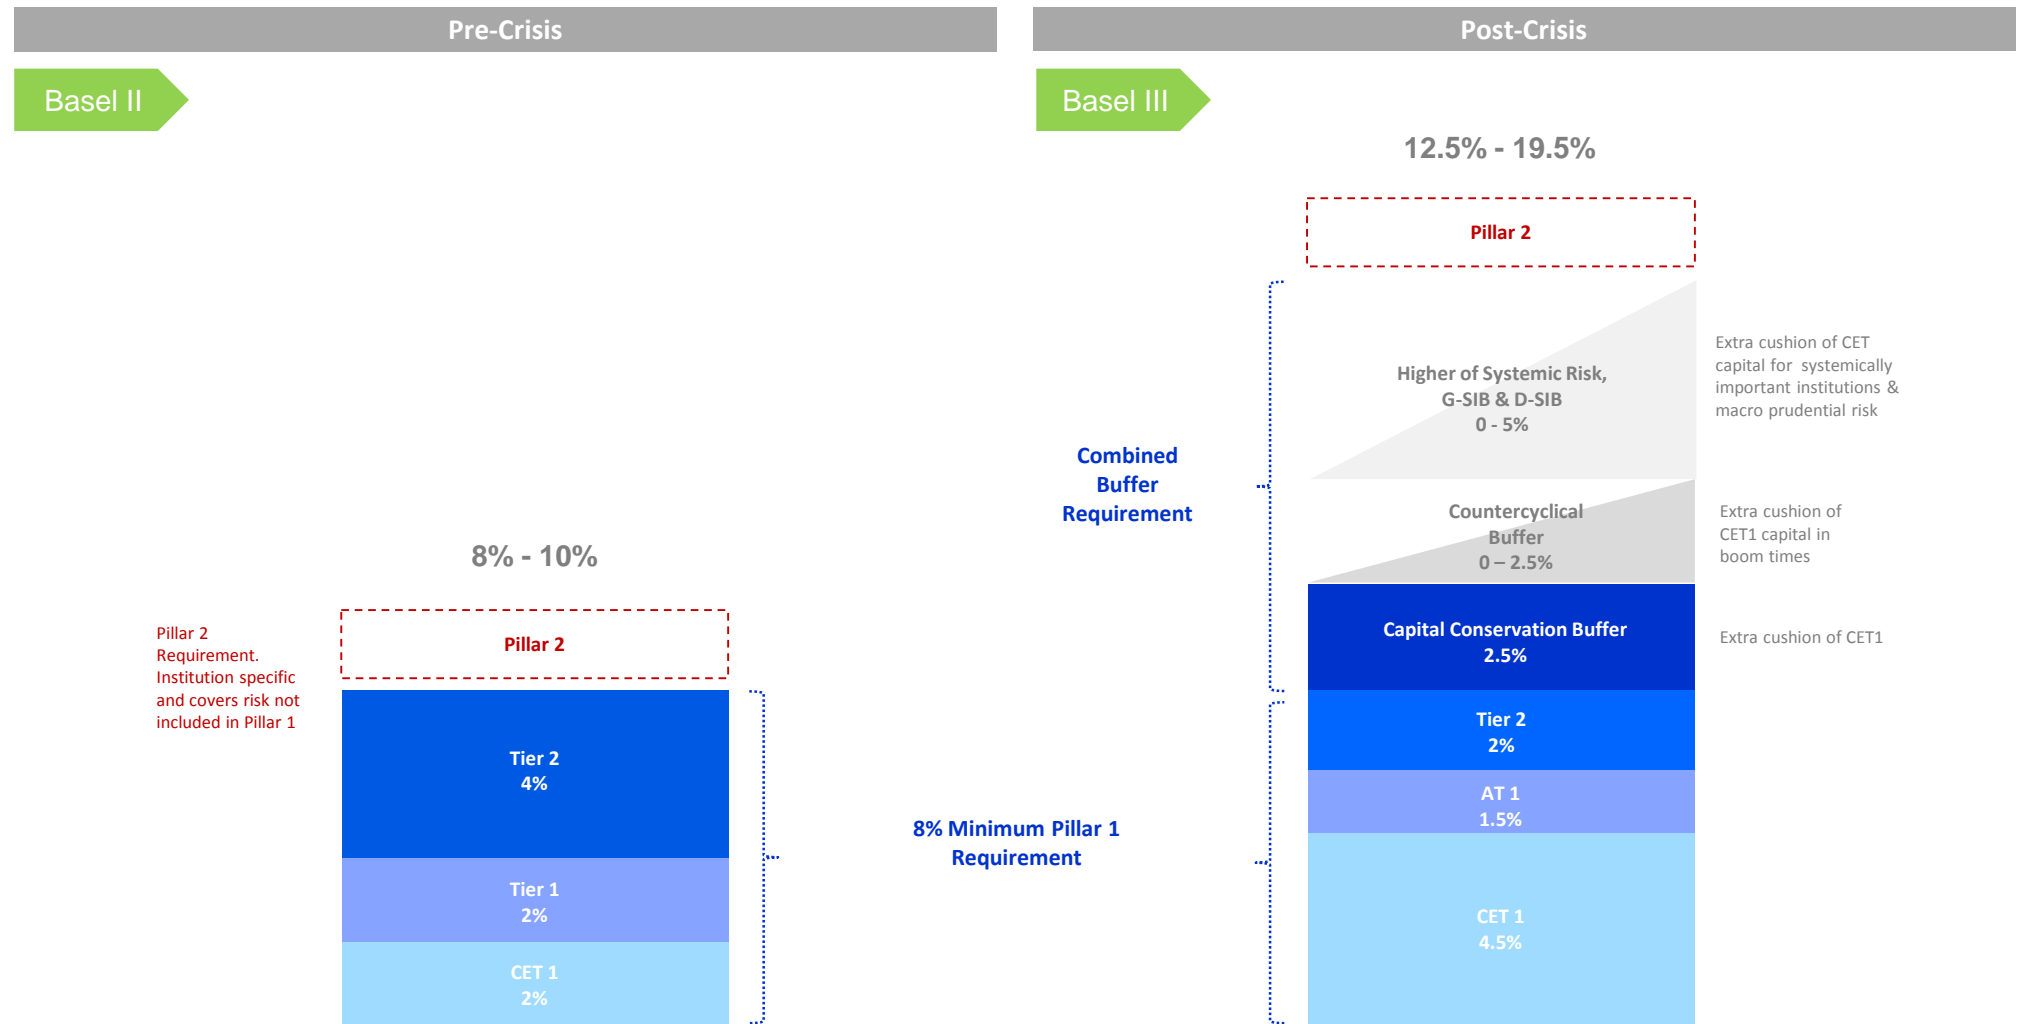 Pre-Crisis
Basel II
8% - 10%
Pillar 2
Requirement.
Institution specific
and covers risk not
included in Pillar 1
Pillar 2
Tier 2
4%
Tier 1
2%
CET 1
2%
8% Minimum Pillar 1
Requirement
Post-Crisis
Basel III
12.5% - 19.5%
Pillar 2
Combined
Buffer
Requirement
Higher of Systemic Risk,
G-SIB & D-SIB
0 - 5%
Extra cushion of CET
capital for systemically
important institutions &
macro prudential risk
Countercyclical
Buffer
0 – 2.5%
Extra cushion of
CET1 capital in
boom times
Capital Conservation Buffer
2.5%
Extra cushion of CET1
Tier 2
2%
AT 1
1.5%
CET 1
4.5%